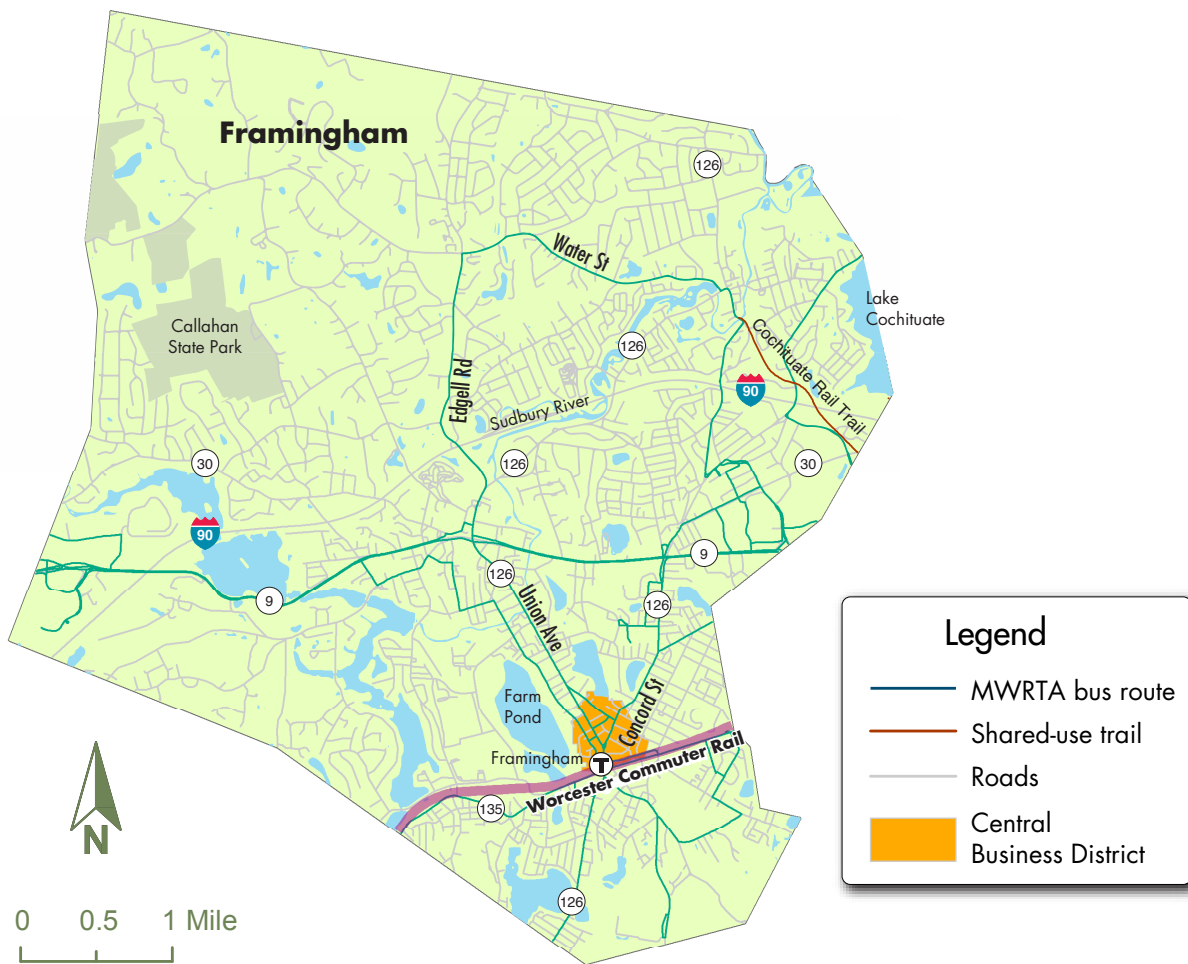 Framingham
126
Water St
Lake
Cochituate
Callahan
State Park
126
Cochituate Rail Trail
90
Edgell Rd
Sudbury River
30
126
30
90
9
126
9
Union Ave
126
Legend
MWRTA bus route
Shared-use trail
Roads
Central
Business District
Farm
Pond
Concord St
Framingham
T
Worcester Commuter Rail
135
N
126
0 0.5 1 Mile